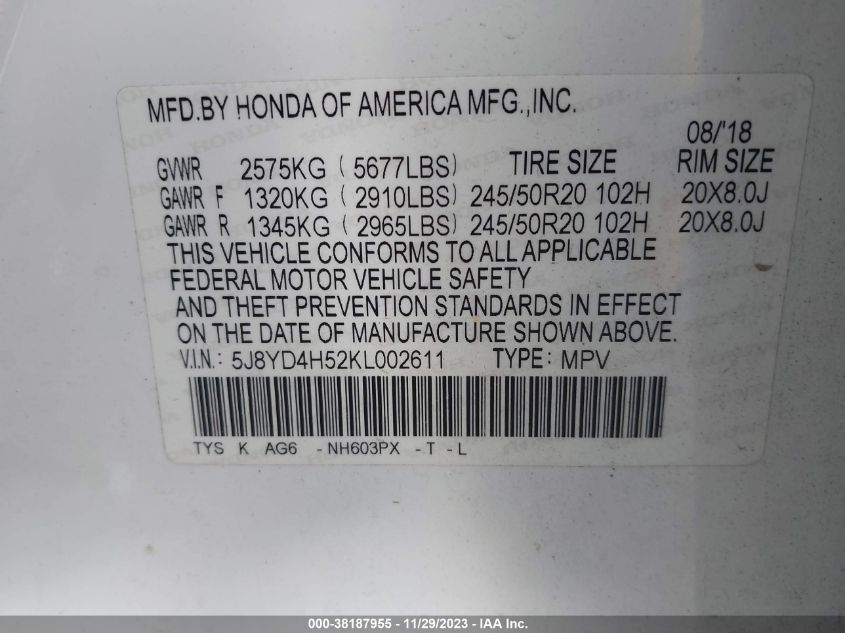 MFD.BY HONDA OF AMERICA MFG.,INC.
08/'18
GVWR 2575KG ( 5677LBS) TIRE SIZE RIM SIZE
GAWR F 1320KG ( 2910LBS) 245/50R20 102H 20X8.0J
GAWR R 1345KG ( 2965LBS) 245/50R20 102H 20X8.0J
THIS VEHICLE CONFORMS TO ALL APPLICABLE
FEDERAL MOTOR VEHICLE SAFETY
AND THEFT PREVENTION STANDARDS IN EFFECT
ON THE DATE OF MANUFACTURE SHOWN ABOVE.
V.I.N.: 5J8YD4H52KL002611 TYPE: MPV
TYS K AG6 -NH603PX -T -L
000-38187955 - 11/29/2023 - IAA Inc.